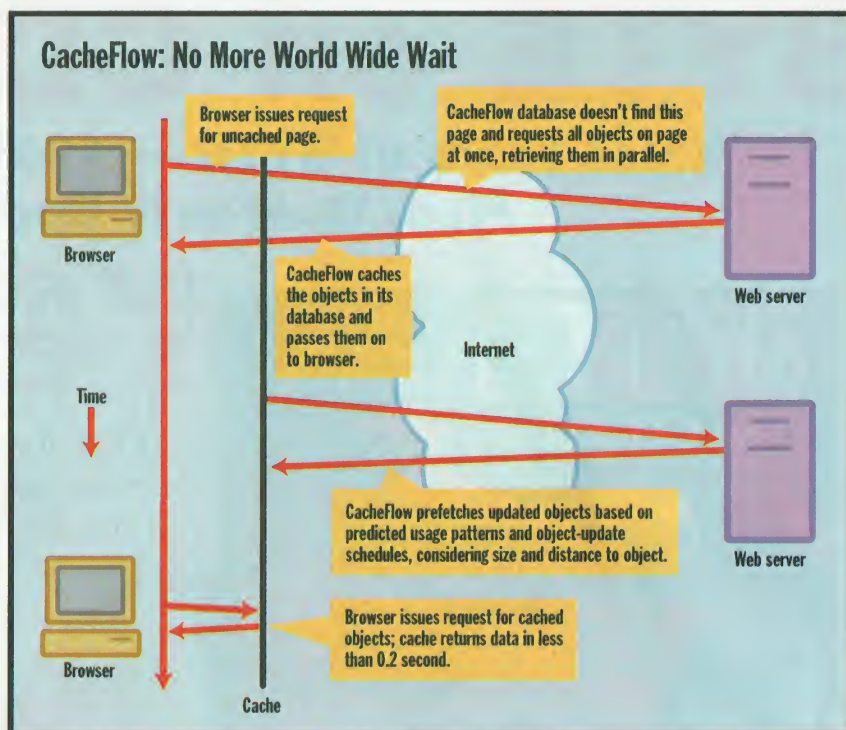 CacheFlow: No More World Wide Wait
Browser issues request
for uncached page.
CacheFlow database doesn't find this
page and requests all objects on page
at once, retrieving them in parallel.
Browser
Web server
CacheFlow caches
the objects in its
database and
passes them on
to browser.
Internet
Time
CacheFlow prefetches updated objects based on
predicted usage patterns and object-update
schedules, considering size and distance to object.
Web server
Browser issues request for cached
objects; cache returns data in less
than 0.2 second.
Browser
Cache